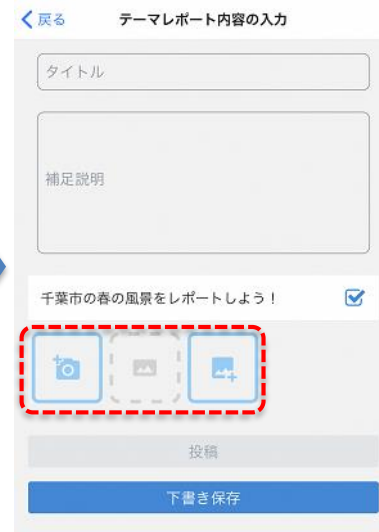 戻る
テーマレポート内容の入力
タイトル
補足説明
千葉市の春の風景をレポートしよう！
投稿
下書き保存